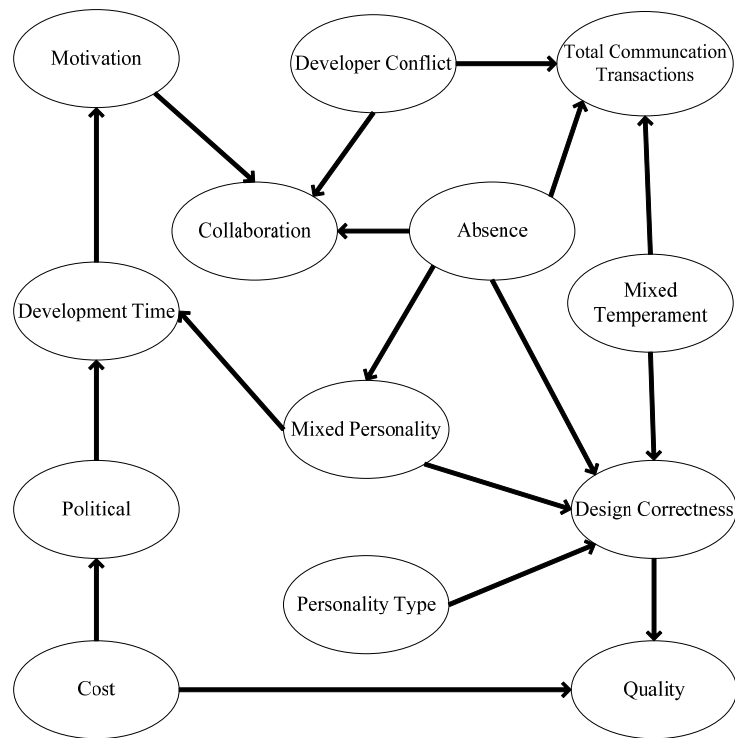 Motivation
Developer Conflict
Total Communcation
Transactions
Collaboration
Absence
Development Time
Mixed
Temperament
Mixed Personality
Political
Design Correctness
Personality Type
Cost
Quality